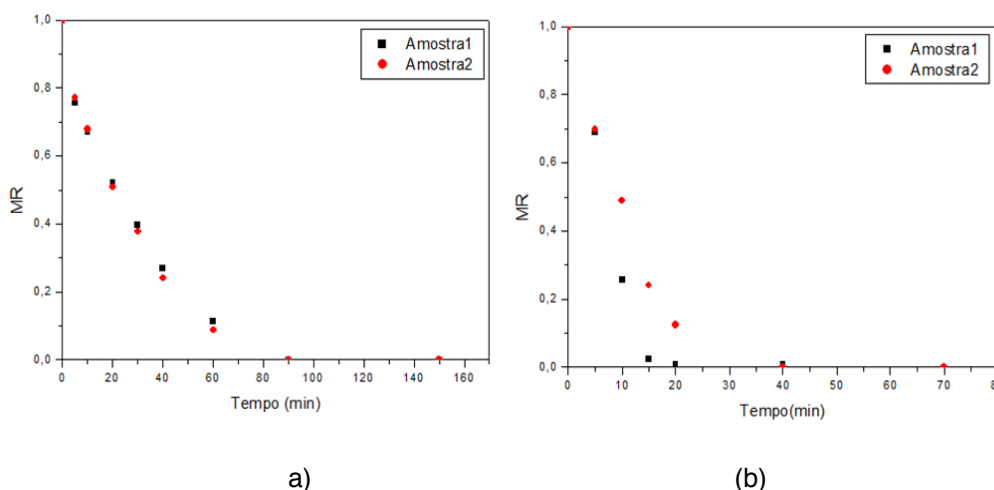 1,0
0,8
0,6
0,4
0,2
0,0
MR
Amostra1
Amostra2
0 20 40 60 80 100 120 140 160
Tempo (min)
a)
1,0
0,8
0,6
0,4
0,2
0,0
MR
Amostra1
Amostra2
0 10 20 30 40 50 60 70 8
Tempo(min)
(b)